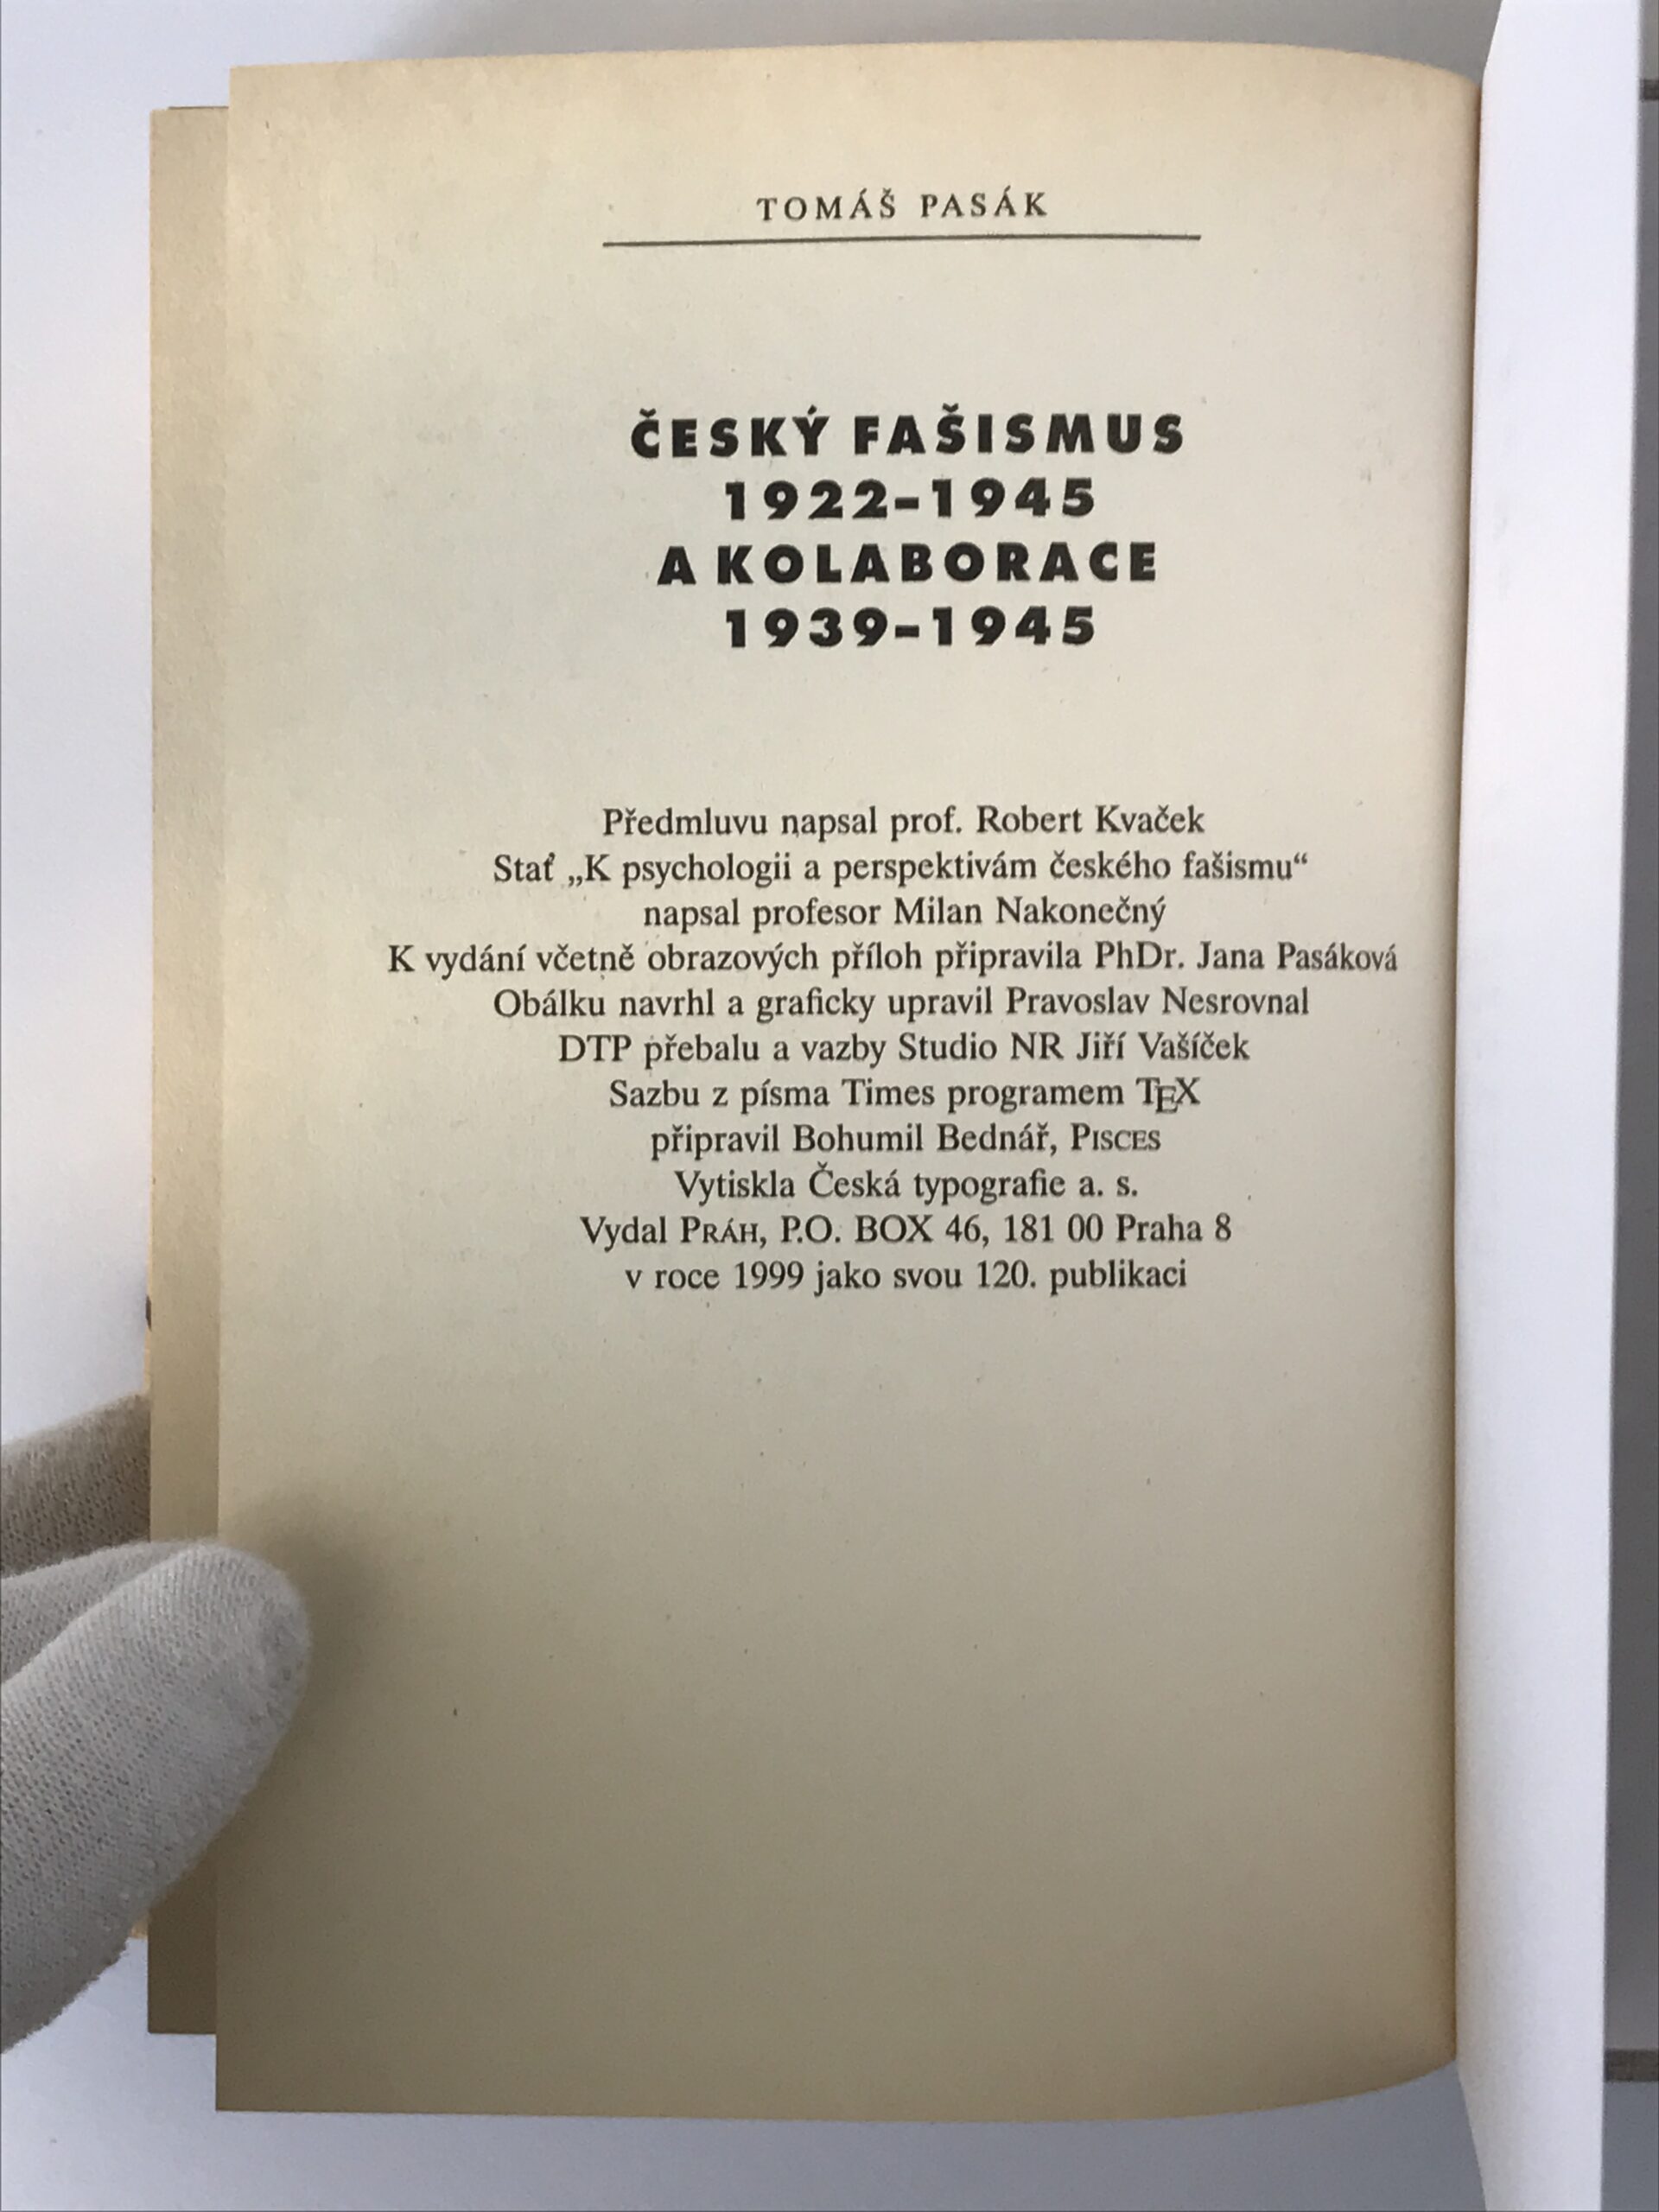 TOMÁŠ PASÁK
ČESKÝ FAŠISMUS
1922–1945
A KOLABORACE
1939–1945
Předmluvu napsal prof. Robert Kvaček
Stať „K psychologii a perspektivám českého fašismu“
napsal profesor Milan Nakonečný
K vydání včetně obrazových příloh připravila PhDr. Jana Pasáková
Obálku navrhl a graficky upravil Pravoslav Nesrovnal
DTP přebalu a vazby Studio NR Jiří Vašíček
Sazbu z písma Times programem TEX
připravil Bohumil Bednář, PISCES
Vytiskla Česká typografie a. s.
Vydal PRÁH, P.O. BOX 46, 181 00 Praha 8
v roce 1999 jako svou 120. publikaci